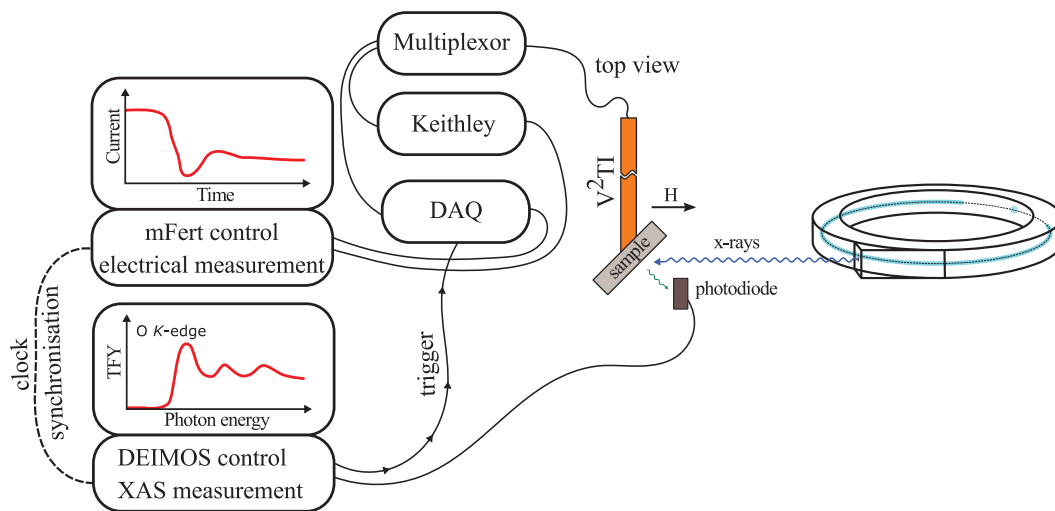 Multiplexor
top view
Current
Time
Keithley
V²TI
H
DAQ
sample
x-rays
mFert control
electrical measurement
photodiode
O K-edge
TFY
Photon energy
clock
synchronisation
trigger
DEIMOS control
XAS measurement